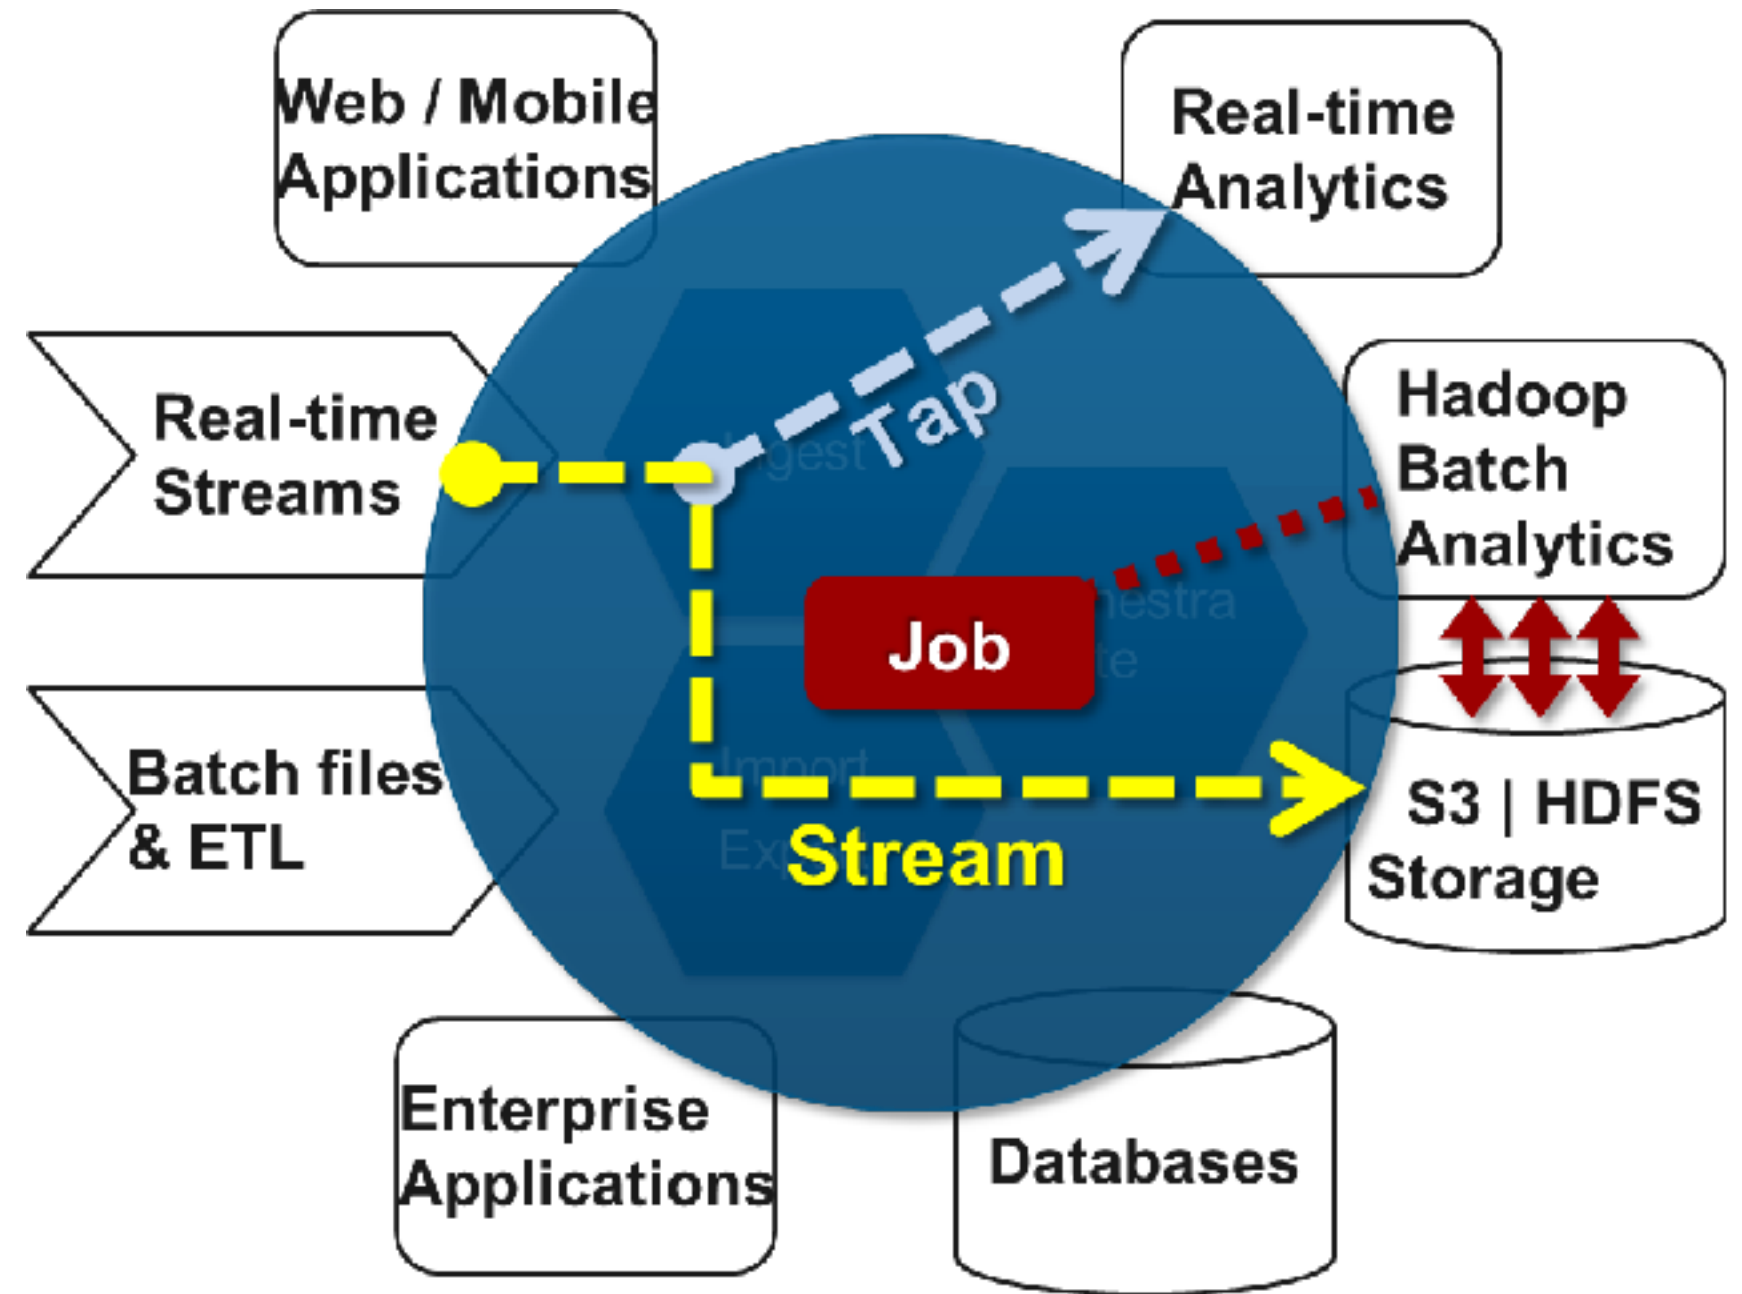 Web / Mobile
Applications
Real-time
Analytics
Real-time
Streams
Tap
Hadoop
Batch
Analytics
Job
Batch files
& ETL
Import
Stream
S3 | HDFS
Storage
Enterprise
Applications
Databases